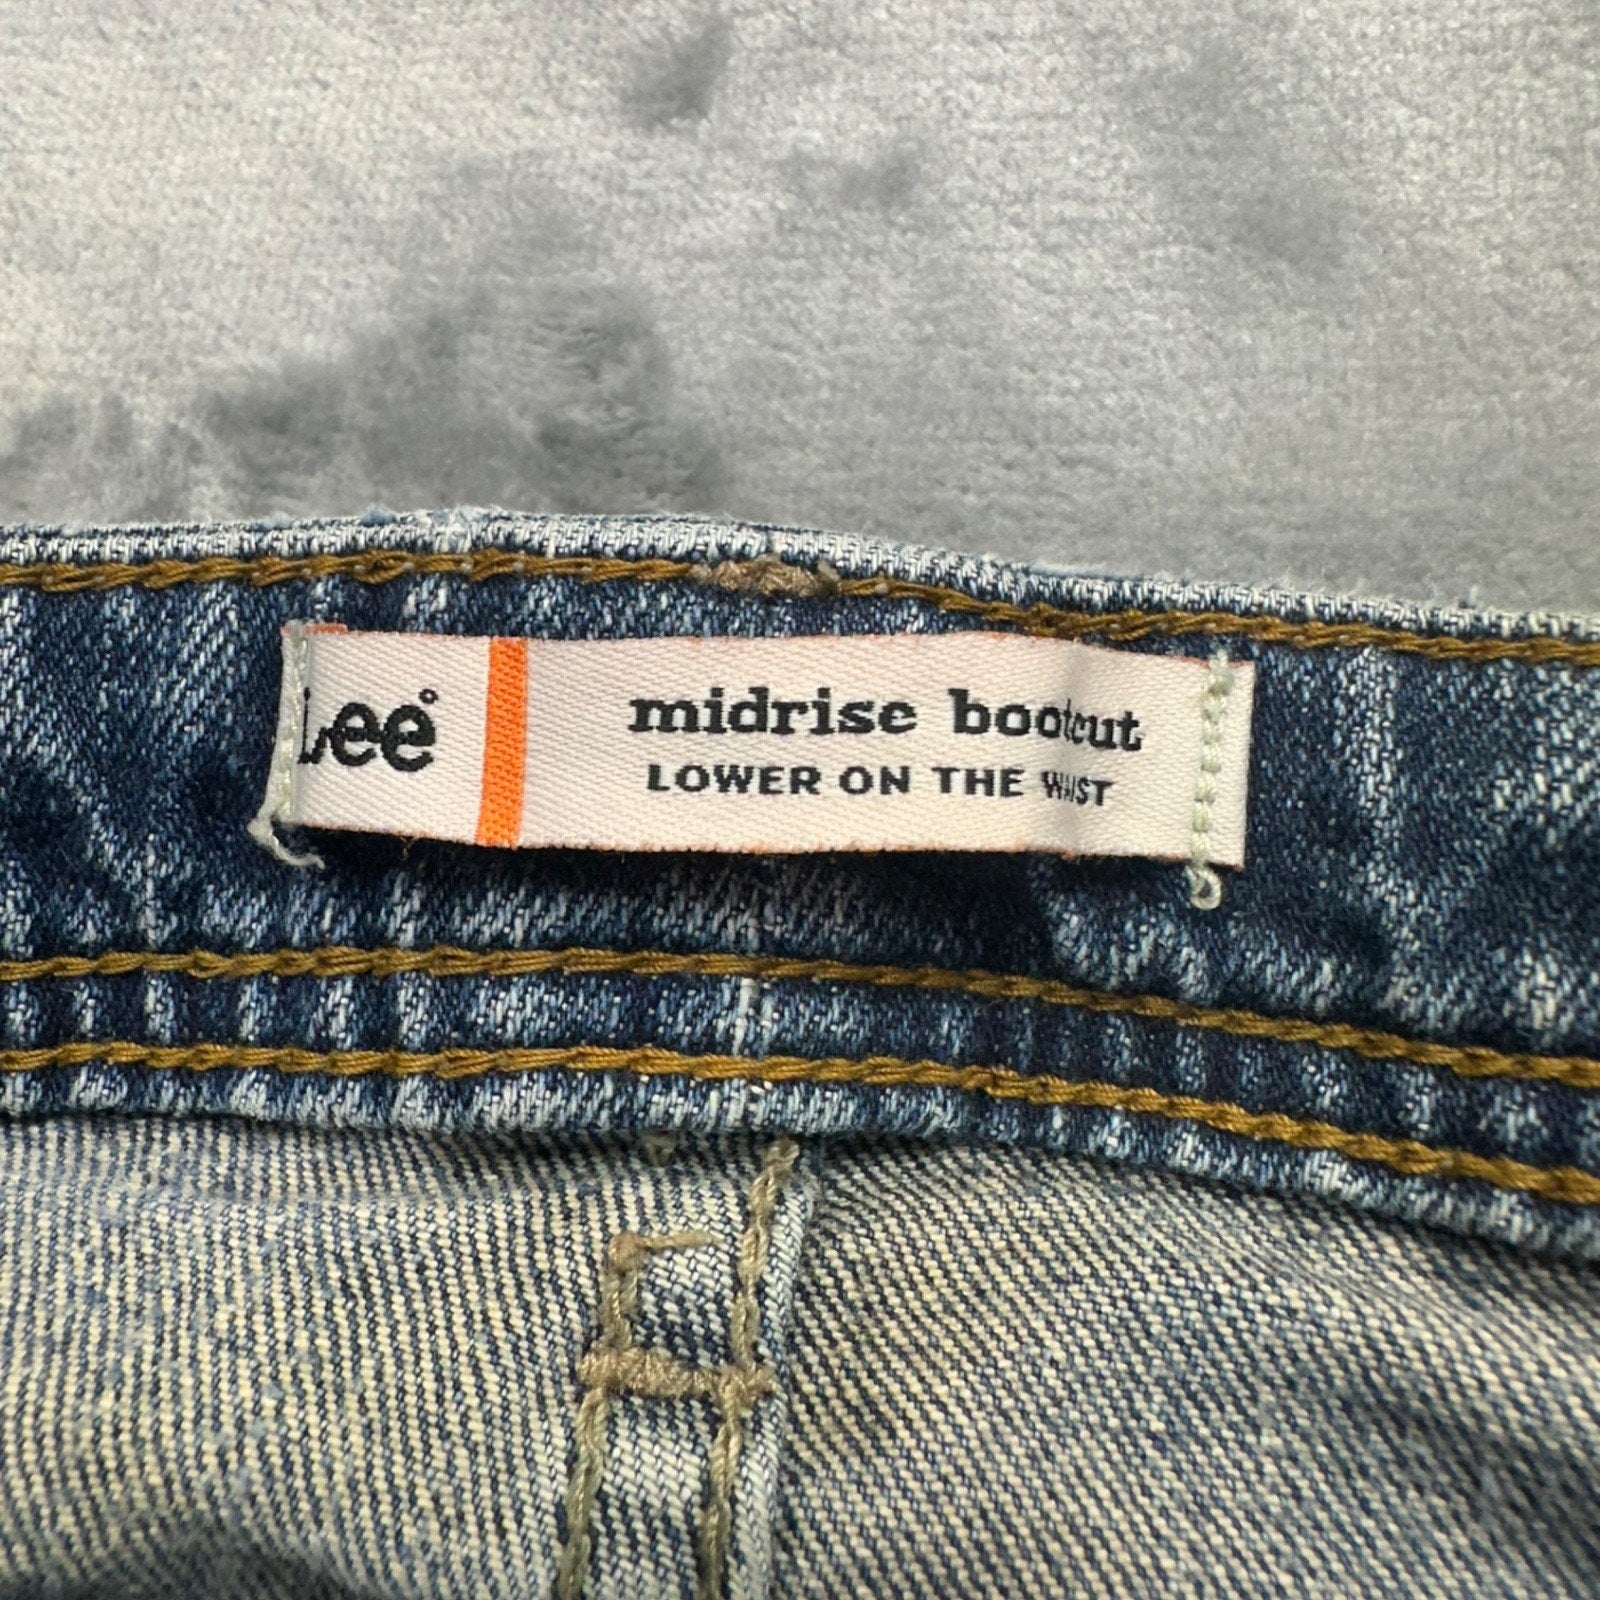 Lee
midrise bootcut
LOWER ON THE WAIST